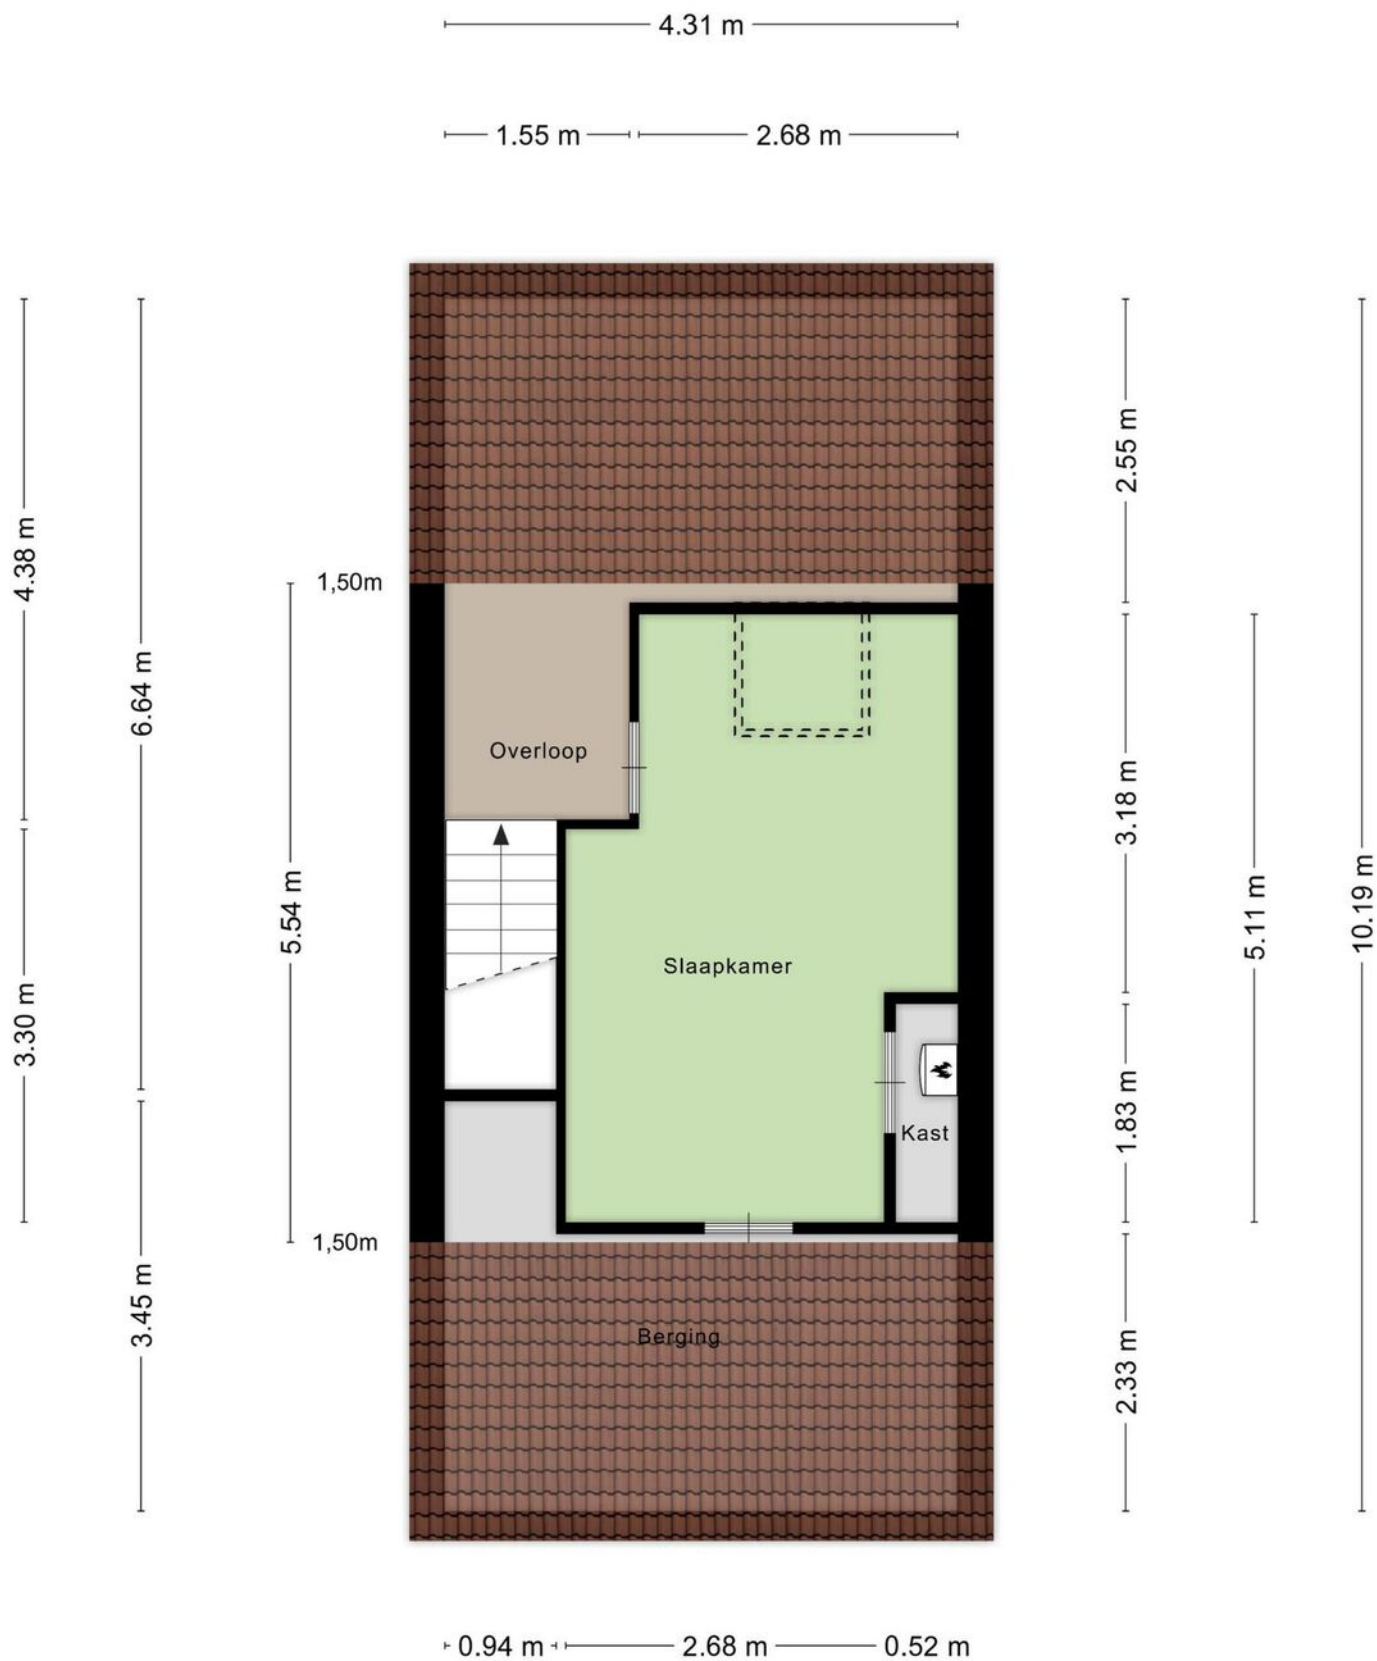 4.31 m
1.55 m
2.68 m
4.38 m
6.64 m
2.55 m
1,50m
5.54 m
Overloop
3.18 m
5.11 m
10.19 m
Slaapkamer
3.30 m
1.83 m
Kast
1,50m
3.45 m
Berging
2.33 m
0.94 m
2.68 m
0.52 m